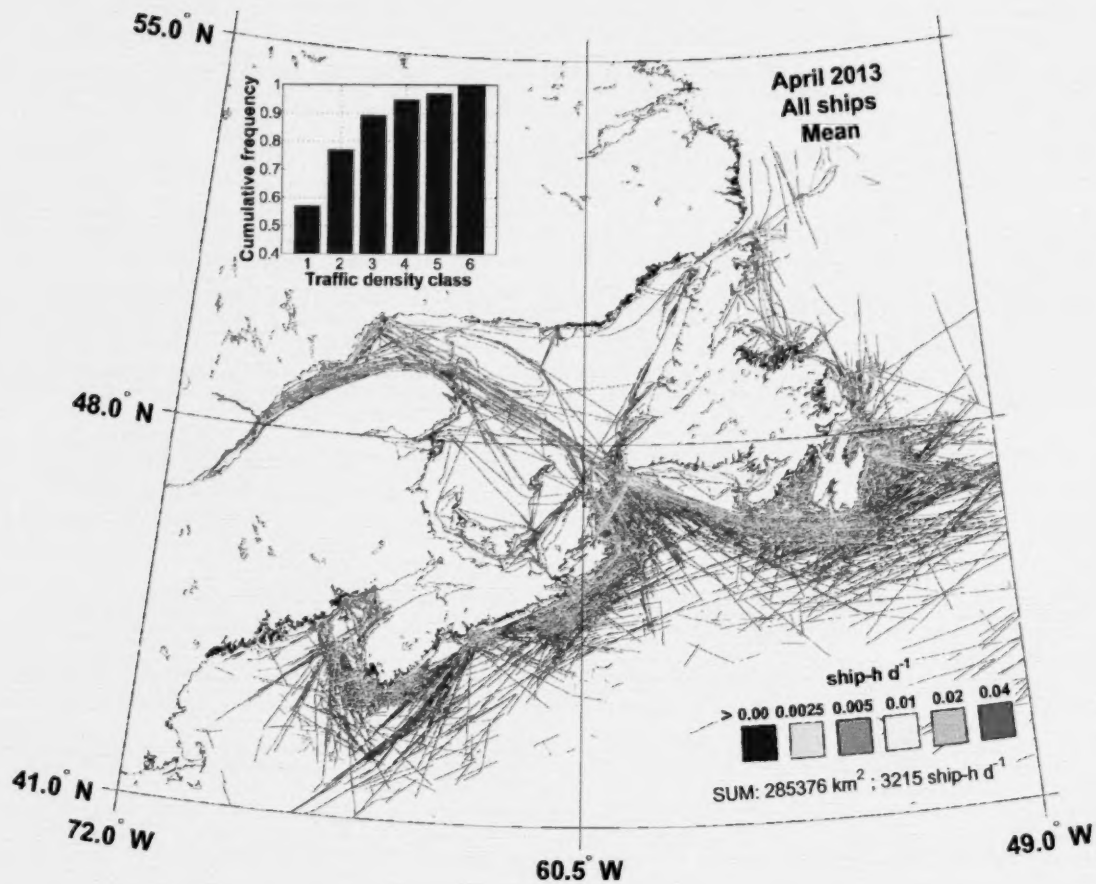 55.0° N
April 2013
All ships
Mean
Cumulative frequency
1
0.9
0.8
0.7
0.6
0.5
0.4
1 2 3 4 5 6
Traffic density class
48.0° N
ship-h d⁻¹
> 0.00 0.0025 0.005 0.01 0.02 0.04
SUM: 285376 km² ; 3215 ship-h d⁻¹
41.0° N
72.0° W
60.5° W
49.0° W